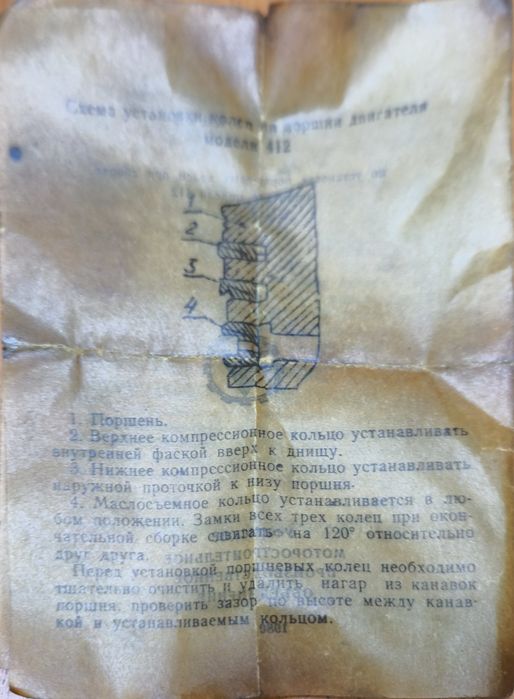 Схема установки колец на поршни двигателя
модели 412
1
2
3
4
1. Поршень.
2. Верхнее компрессионное кольцо устанавливать
внутренней фаской вверх к днищу.
3. Нижнее компрессионное кольцо устанавливать
наружной проточкой к низу поршня.
4. Маслосъемное кольцо устанавливается в лю-
бом положении. Замки всех трех колец при окон-
чательной сборке сдвигать на 120° относительно
друг друга.
Перед установкой поршневых колец необходимо
тщательно очистить и удалить нагар из канавок
поршня, проверить зазор по высоте между канав-
кой и устанавливаемым кольцом.